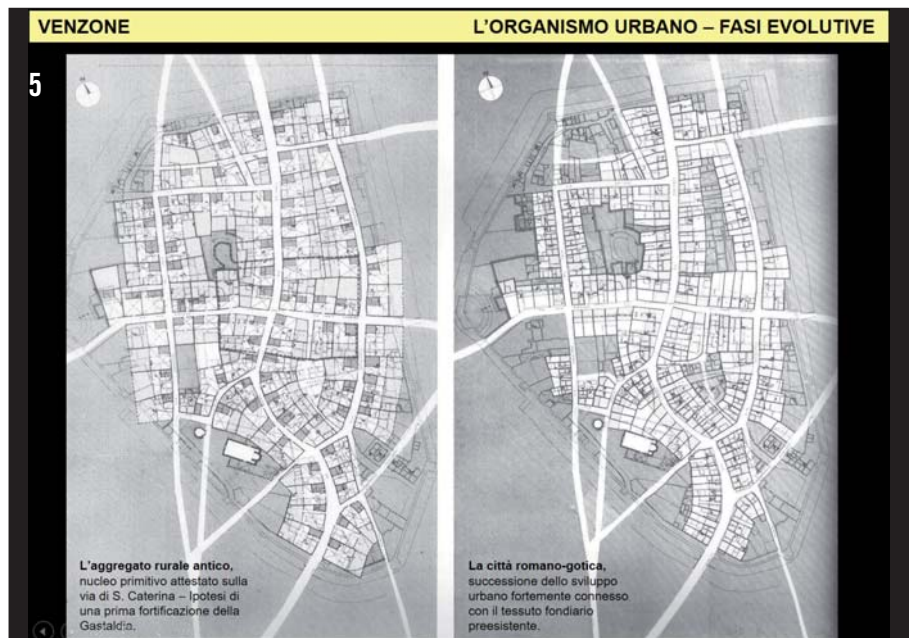 VENZONE
L'ORGANISMO URBANO – FASI EVOLUTIVE
5
L'aggregato rurale antico,
nucleo primitivo attestato sulla
via di S. Caterina – Ipotesi di
una prima fortificazione della
Gastaldia.
La città romano-gotica,
successione dello sviluppo
urbano fortemente connesso
con il tessuto fondiario
preesistente.